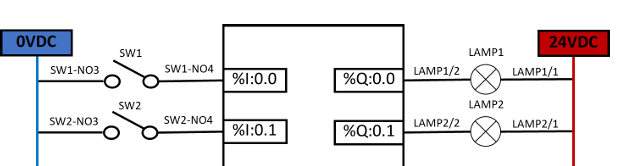 0VDC
24VDC
SW1
LAMP1
SW1-NO3
SW1-NO4
%I:0.0
%Q:0.0
LAMP1/2
LAMP1/1
SW2
LAMP2
SW2-NO3
SW2-NO4
%I:0.1
%Q:0.1
LAMP2/2
LAMP2/1